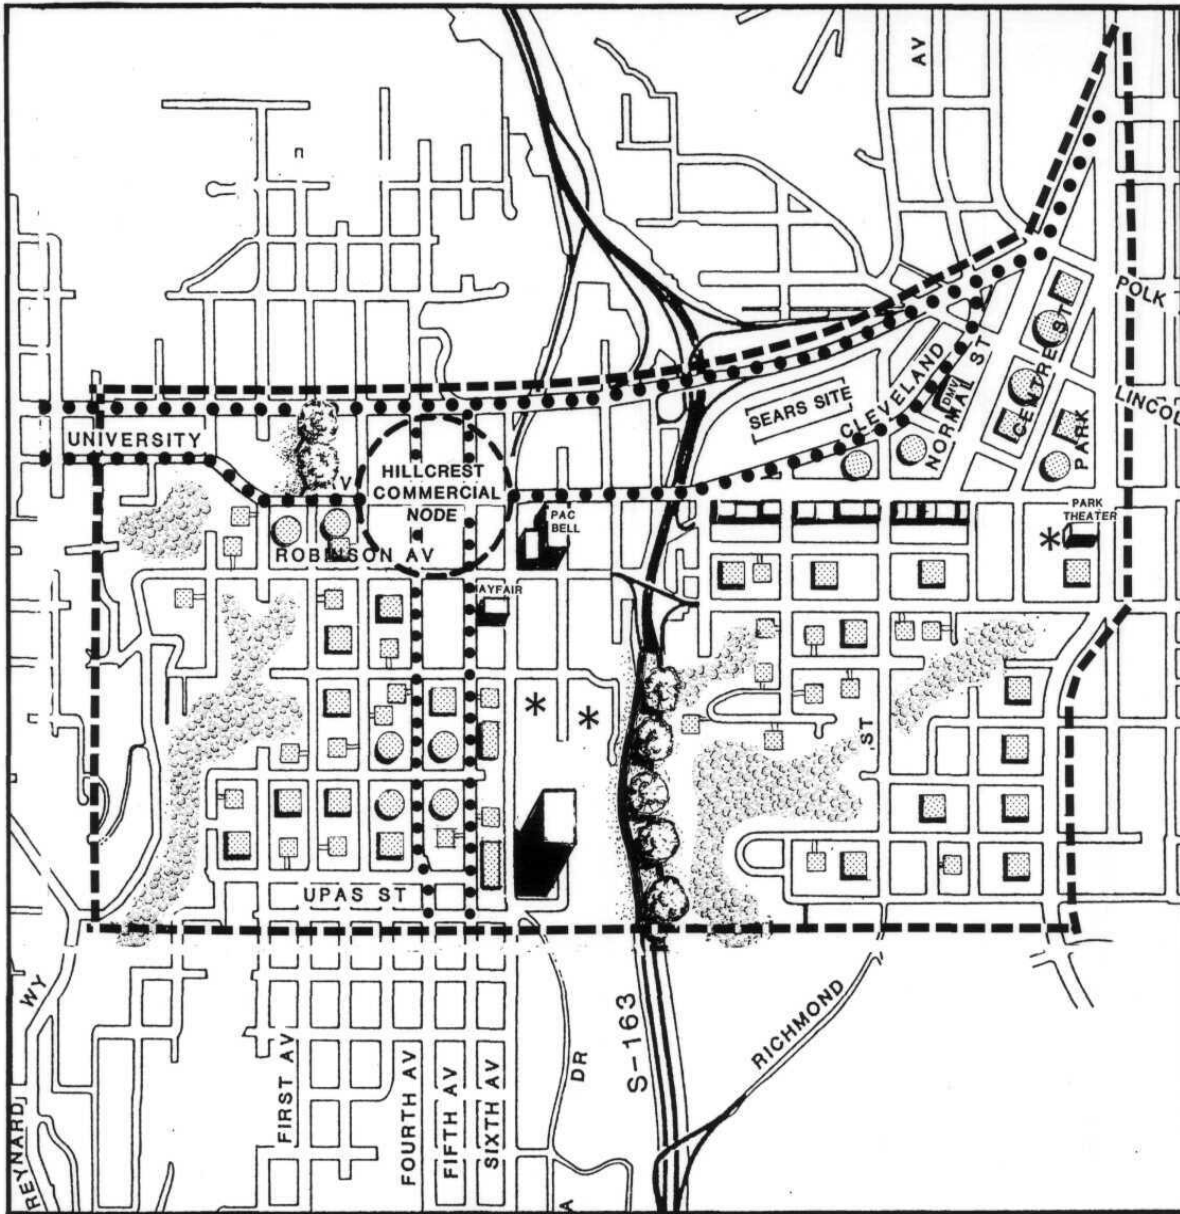 AV
POLK
UNIVERSITY
V
HILLCREST
COMMERCIAL
NODE
SEARS SITE
CLEVELAND
DMV
NORMAL ST
MALL
CENTRE ST
PARK
LINCOL
PAC
BELL
PARK
THEATER
ROBINSON AV
AYFAIR
ST
UPAS ST
S-163
RICHMOND
REYNARD WY
FIRST AV
FOURTH AV
FIFTH AV
SIXTH AV
DR
A